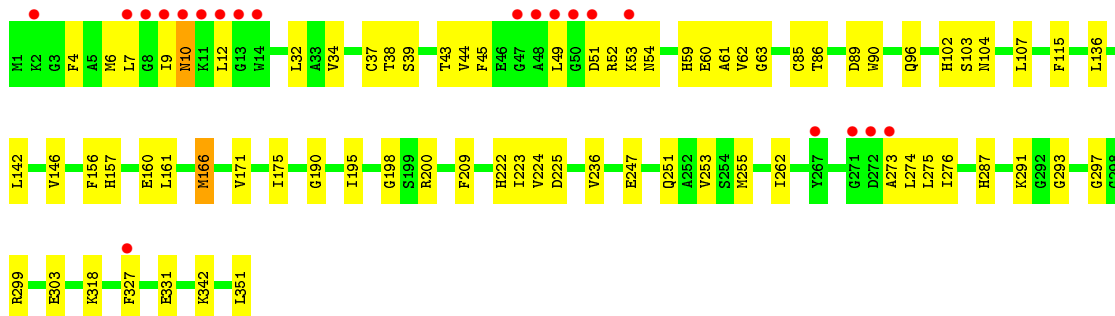 M1 K2 G3 F4 A5 M6 L7 G8 I9 N10 K11 L12 G13 W14 L32 A33 V34 C37 T38 S39 T43 V44 F45 E46 G47 A48 L49 G50 D51 R52 K53 N54 H59 E60 A61 V62 G63 C85 T86 D89 W90 Q96 H102 S103 N104 L107 F115 L136
L142 V146 F156 H157 E160 L161 M166 V171 I175 G190 I195 G198 S199 R200 F209 H222 I223 V224 D225 V236 E247 Q251 A252 V253 S254 M255 I262 Y267 G271 D272 A273 L274 L275 I276 H287 K291 G292 G293 G297
R299 E303 K318 F327 E331 K342 L351